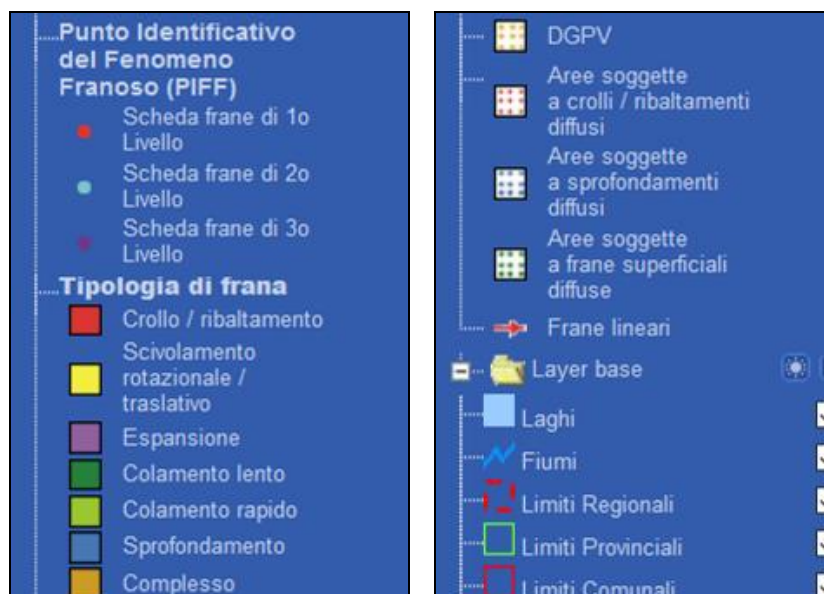 Punto Identificativo
del Fenomeno
Franoso (PIFF)
Scheda frane di 1o
Livello
Scheda frane di 2o
Livello
Scheda frane di 3o
Livello
Tipologia di frana
Crollo / ribaltamento
Scivolamento
rotazionale /
traslativo
Espansione
Colamento lento
Colamento rapido
Sprofondamento
Complesso
DGPV
Aree soggette
a crolli / ribaltamenti
diffusi
Aree soggette
a sprofondamenti
diffusi
Aree soggette
a frane superficiali
diffuse
Frane lineari
Layer base
Laghi
Fiumi
Limiti Regionali
Limiti Provinciali
Limiti Comunali